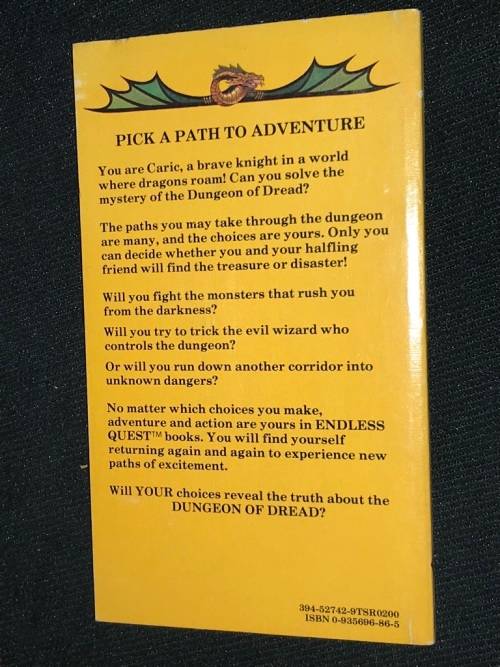 PICK A PATH TO ADVENTURE
You are Caric, a brave knight in a world
where dragons roam! Can you solve the
mystery of the Dungeon of Dread?
The paths you may take through the dungeon
are many, and the choices are yours. Only you
can decide whether you and your halfling
friend will find the treasure or disaster!
Will you fight the monsters that rush you
from the darkness?
Will you try to trick the evil wizard who
controls the dungeon?
Or will you run down another corridor into
unknown dangers?
No matter which choices you make,
adventure and action are yours in ENDLESS
QUEST™ books. You will find yourself
returning again and again to experience new
paths of excitement.
Will YOUR choices reveal the truth about the
DUNGEON OF DREAD?
394-52742-9TSR0200
ISBN 0-935696-86-5